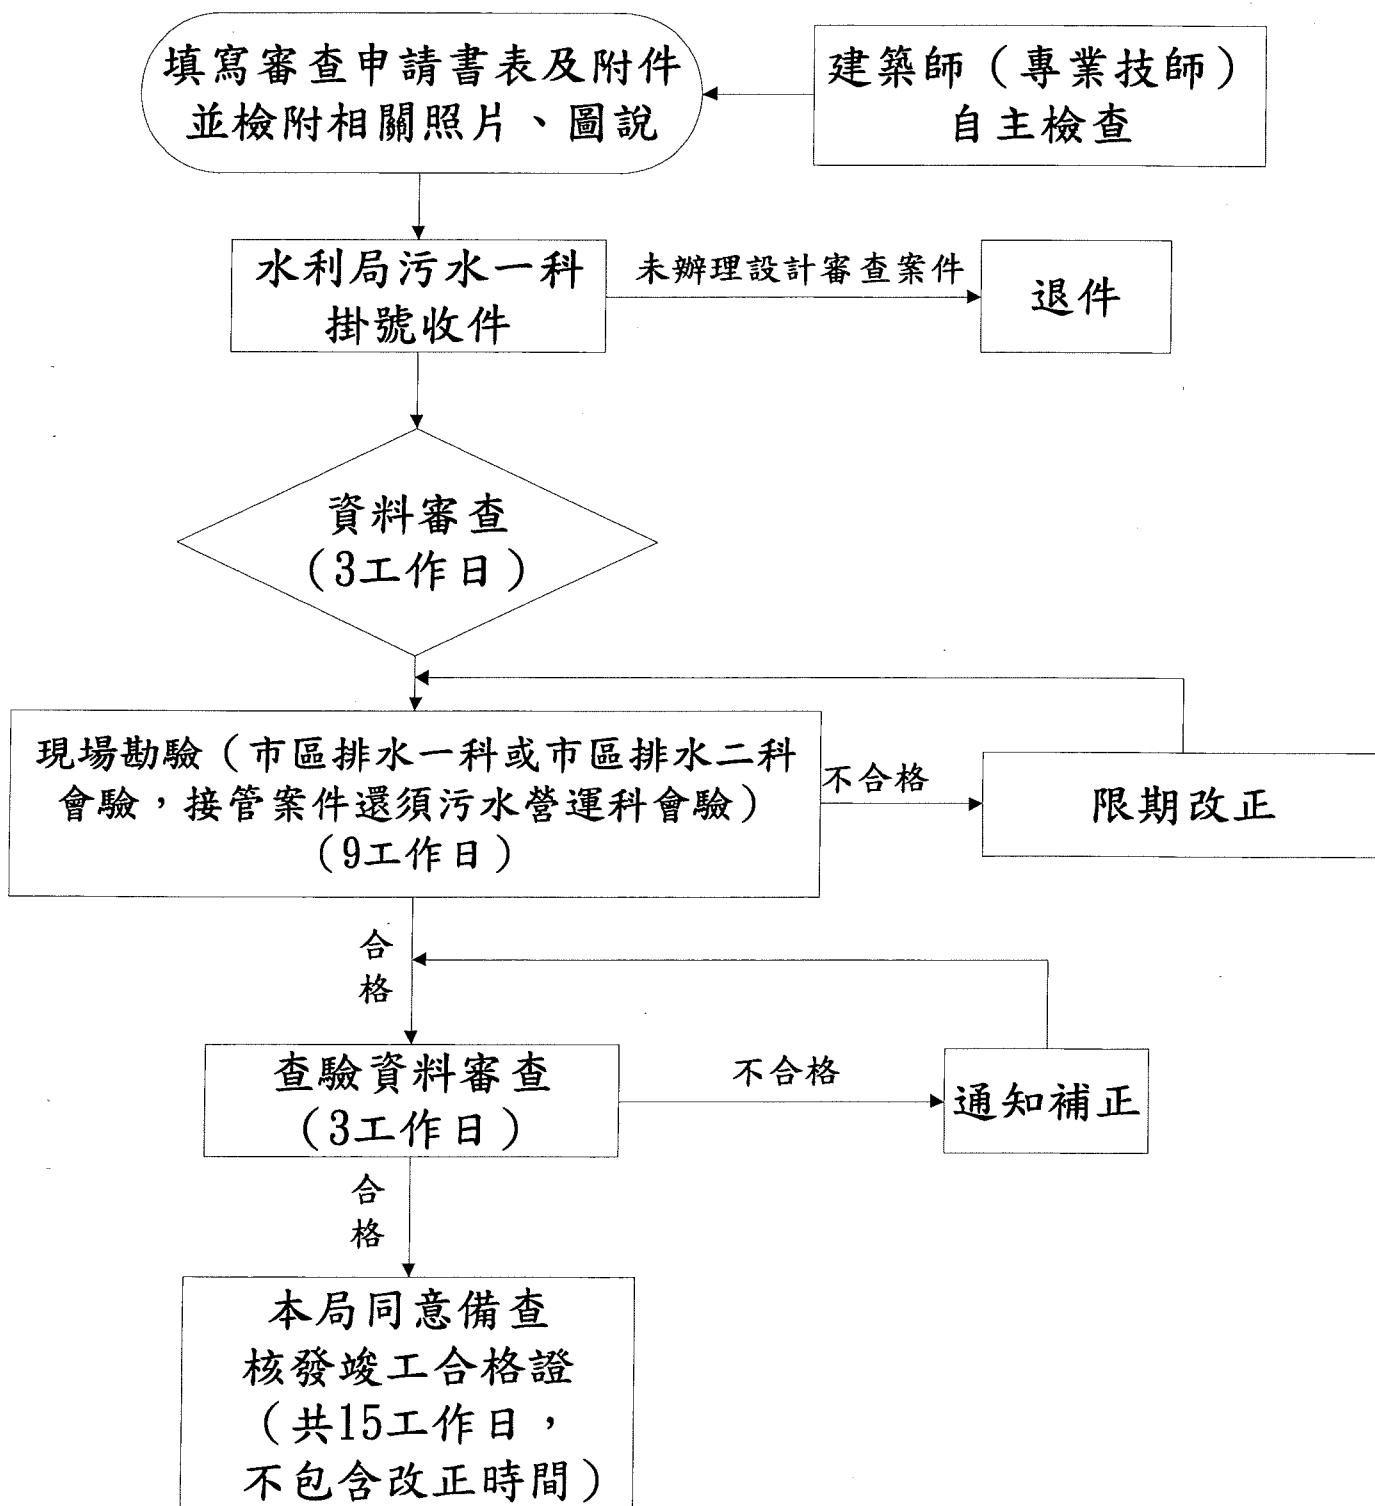 填寫審查申請書表及附件
並檢附相關照片、圖說
建築師（專業技師）
自主檢查
水利局污水一科
掛號收件
未辦理設計審查案件
退件
資料審查
（3工作日）
現場勘驗（市區排水一科或市區排水二科
會驗，接管案件還須污水營運科會驗）
（9工作日）
不合格
限期改正
合
格
查驗資料審查
（3工作日）
不合格
通知補正
合
格
本局同意備查
核發竣工合格證
（共15工作日，
不包含改正時間）